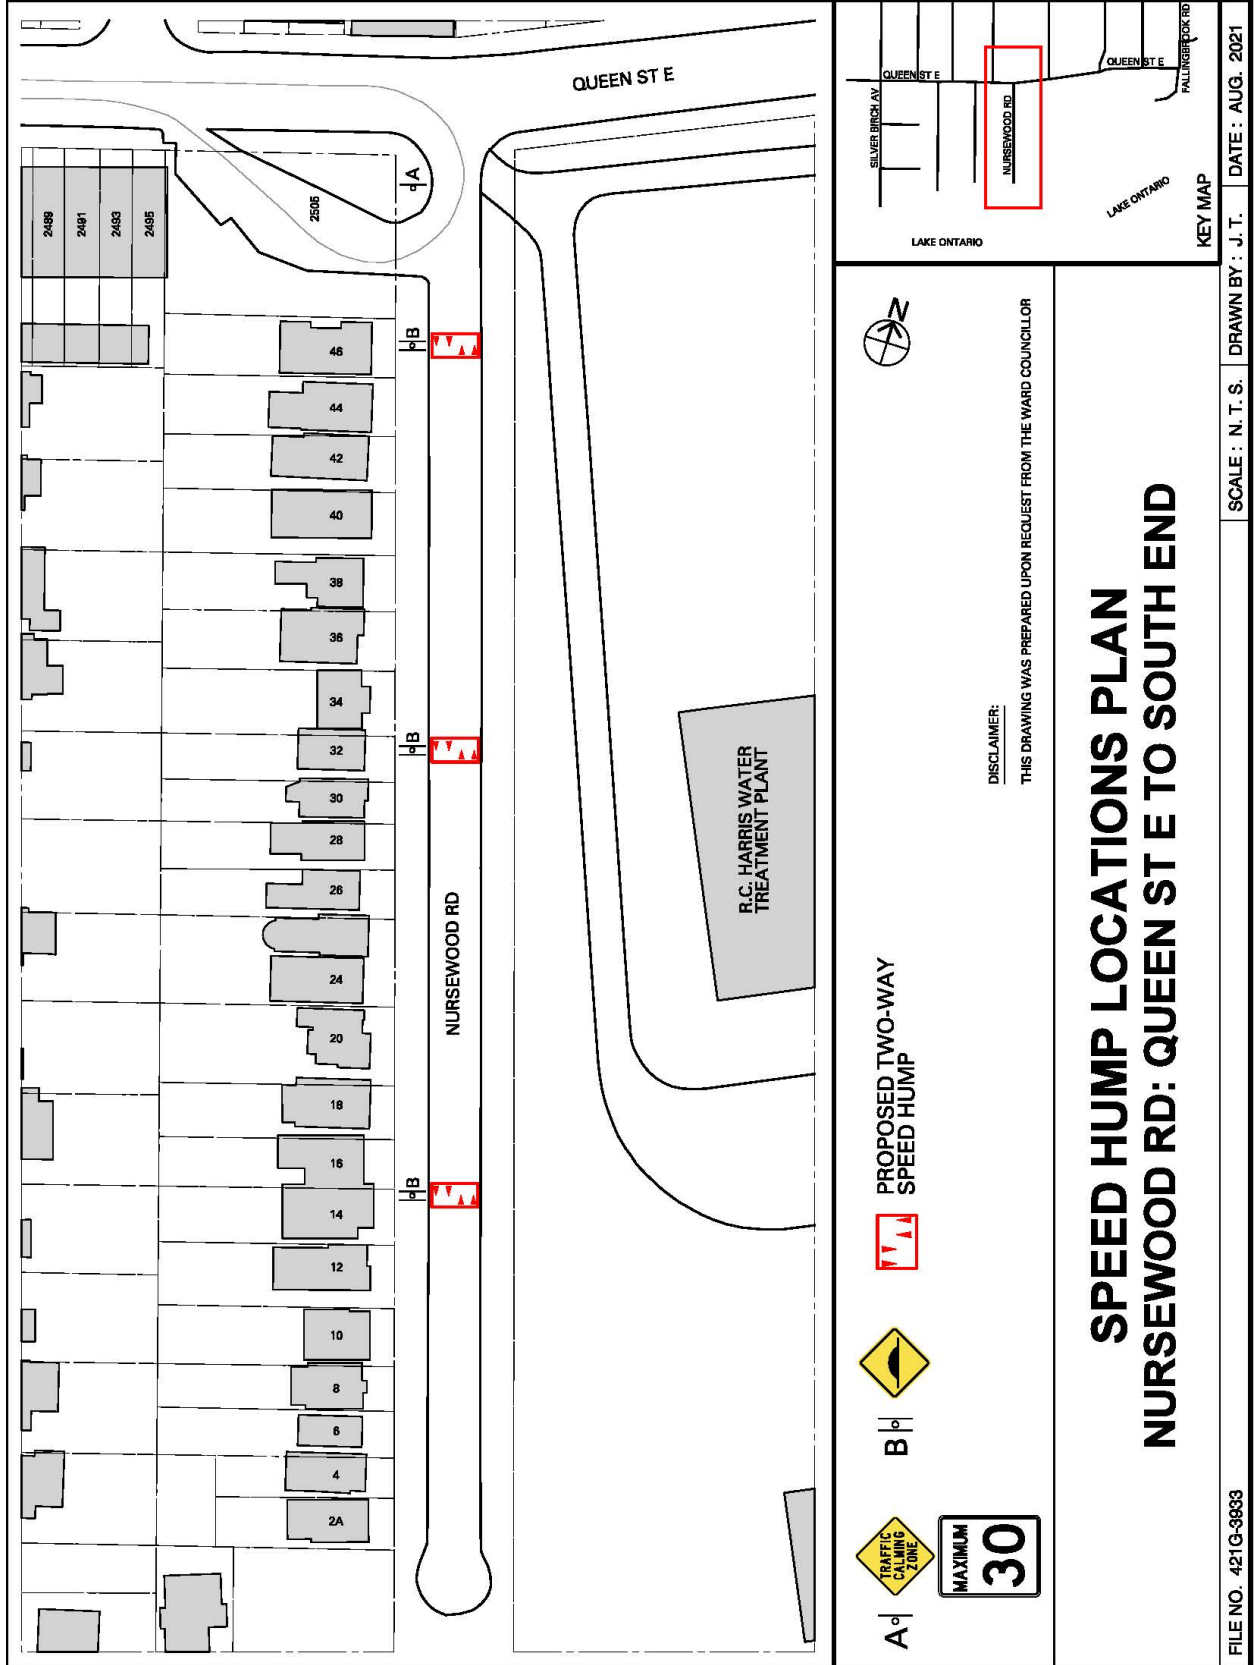 QUEEN ST E
A
2505
2489
2491
2493
2495
B
46
44
42
40
38
36
34
B
32
30
28
26
24
20
18
16
B
14
12
10
8
6
4
2A
NURSEWOOD RD
R.C. HARRIS WATER
TREATMENT PLANT
QUEEN ST E
QUEEN ST E
SILVER BIRCH AV
NURSEWOOD RD
FALLINGBROOK RD
LAKE ONTARIO
LAKE ONTARIO
KEY MAP
N
A
TRAFFIC
CALMING
ZONE
MAXIMUM
30
B
PROPOSED TWO-WAY
SPEED HUMP
DISCLAIMER:
THIS DRAWING WAS PREPARED UPON REQUEST FROM THE WARD COUNCILLOR
SPEED HUMP LOCATIONS PLAN
NURSEWOOD RD: QUEEN ST E TO SOUTH END
FILE NO. 421G-3933
SCALE : N. T. S.
DRAWN BY : J. T.
DATE : AUG. 2021